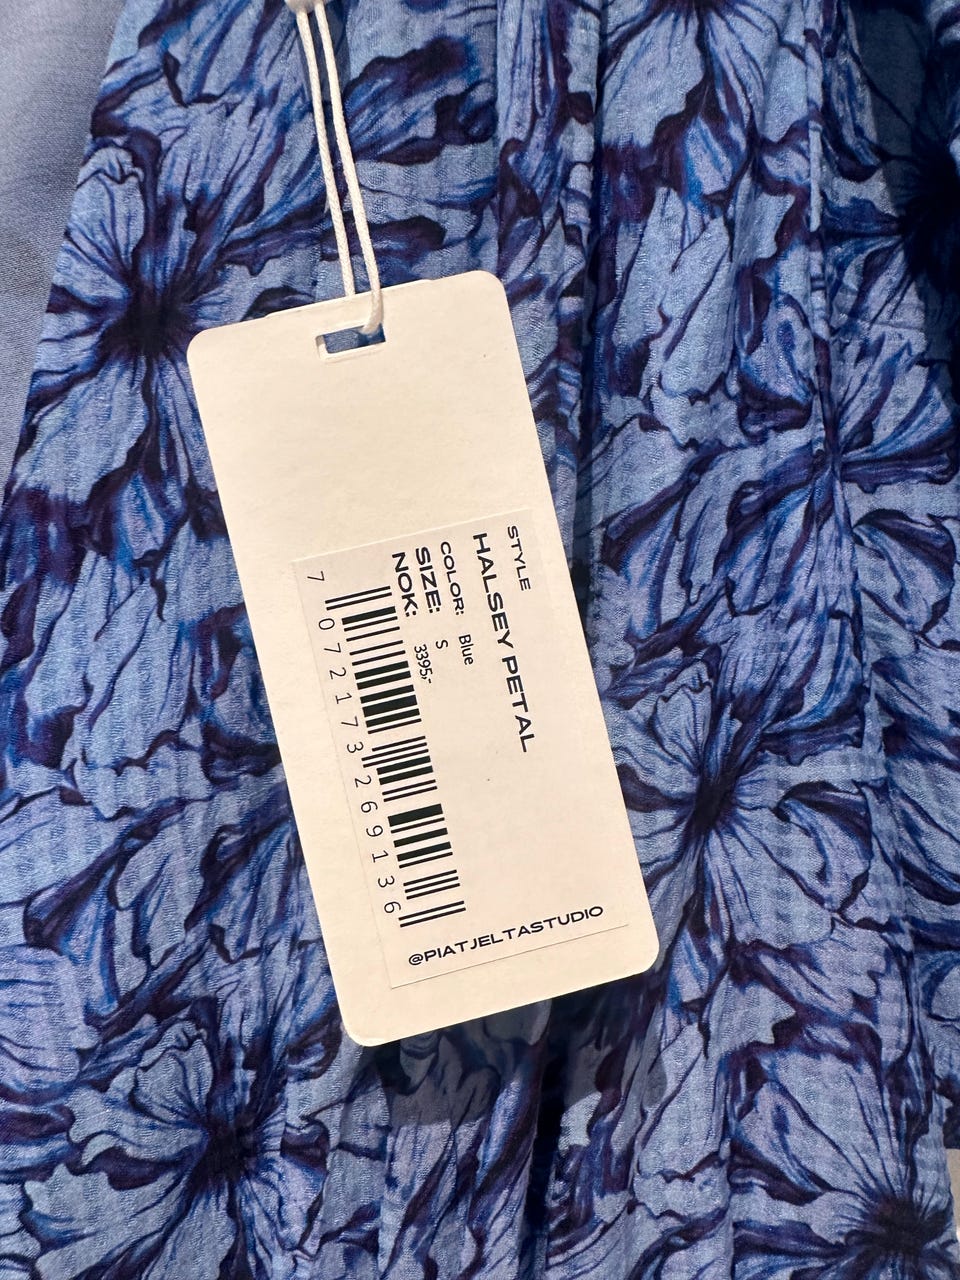 STYLE
HALSEY PETAL
COLOR: Blue
SIZE: S
NOK: 3395,-
7 072173 269136
@PIATJELTASTUDIO